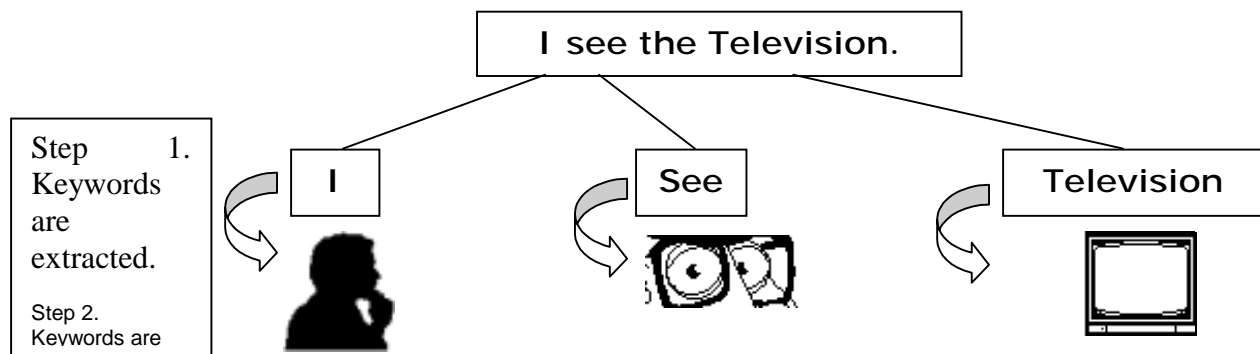 I see the Television.
Step 1.
Keywords
are
extracted.
Step 2.
Keywords are
I
See
Television